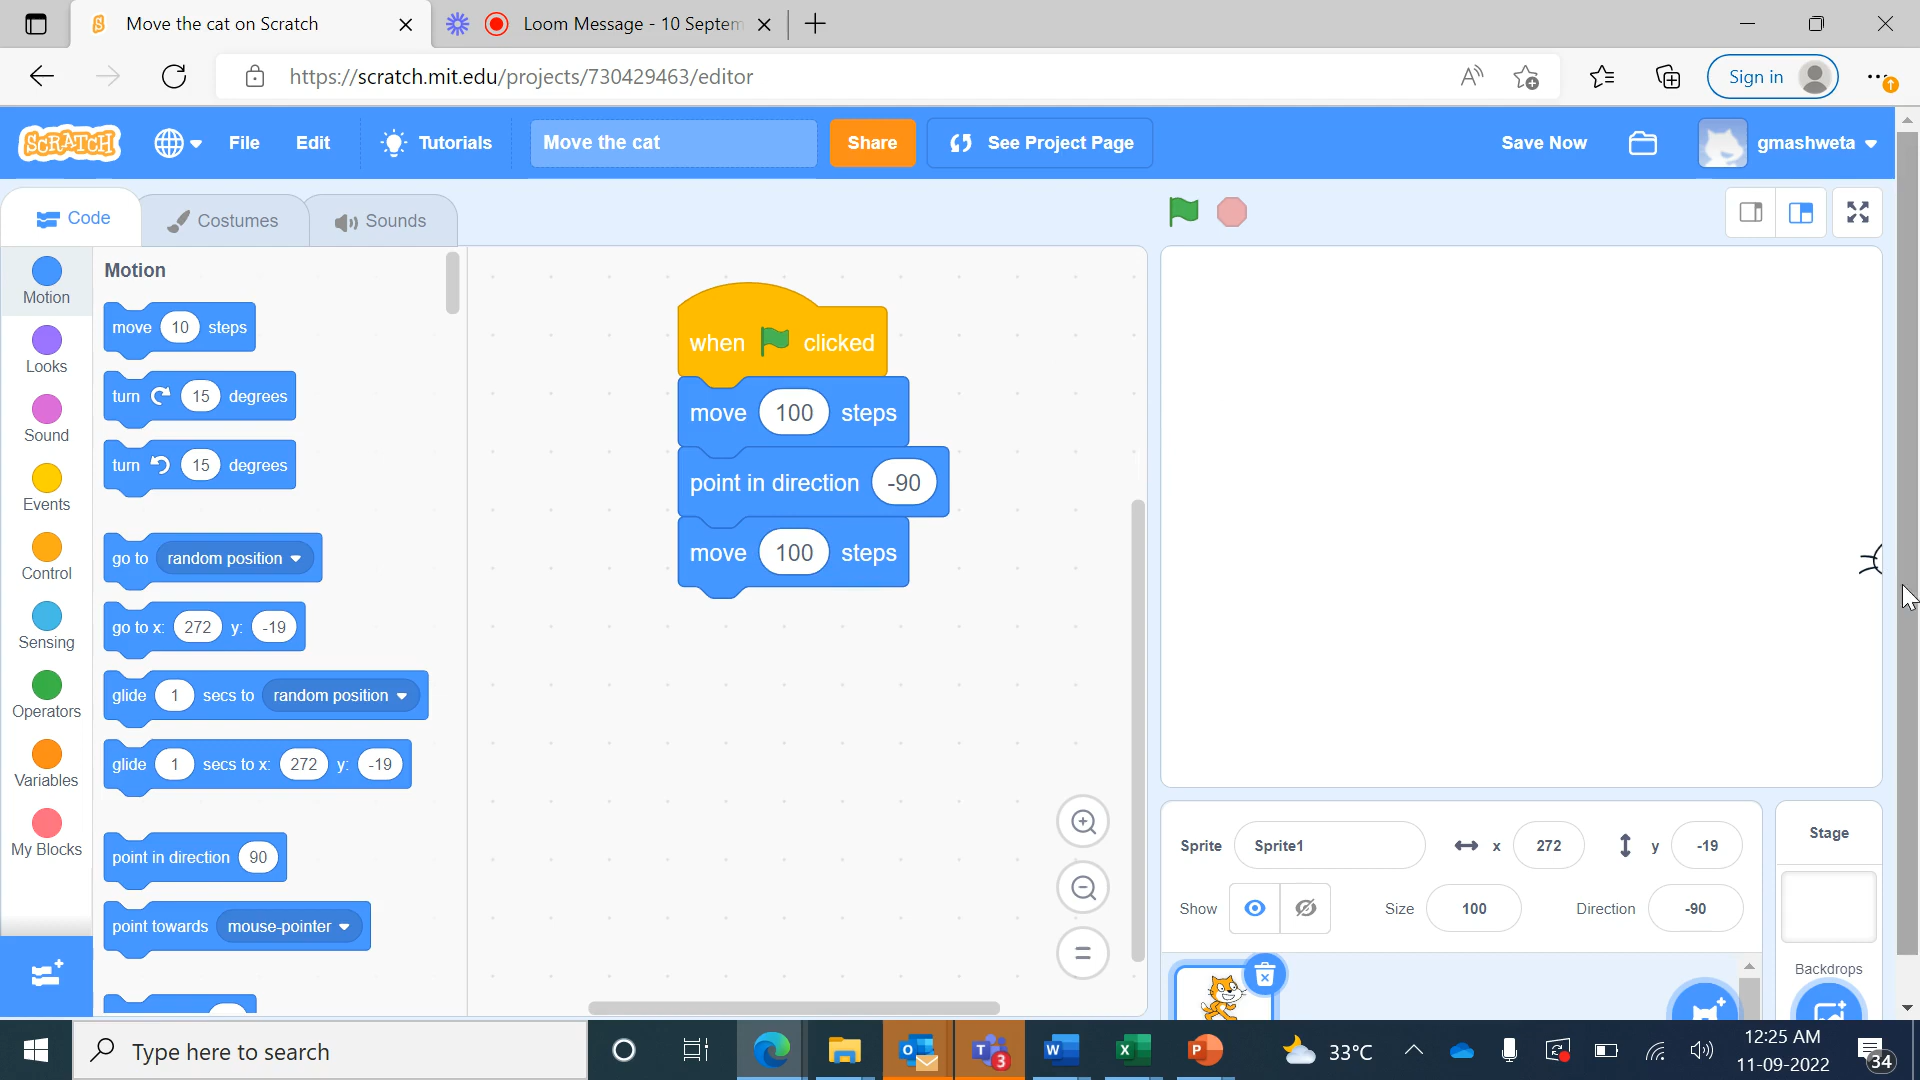 Move the cat on Scratch
Loom Message - 10 Septem
https://scratch.mit.edu/projects/730429463/editor
Sign in
SCRATCH
File
Edit
Tutorials
Move the cat
Share
See Project Page
Save Now
gmashweta
Code
Costumes
Sounds
Motion
Looks
Sound
Events
Control
Sensing
Operators
Variables
My Blocks
Motion
move 10 steps
turn 15 degrees
turn 15 degrees
go to random position
go to x: 272 y: -19
glide 1 secs to random position
glide 1 secs to x: 272 y: -19
point in direction 90
point towards mouse-pointer
when clicked
move 100 steps
point in direction -90
move 100 steps
Sprite Sprite1 x 272 y -19
Show Size 100 Direction -90
Stage
Backdrops
Type here to search
3
33°C
12:25 AM
11-09-2022
34